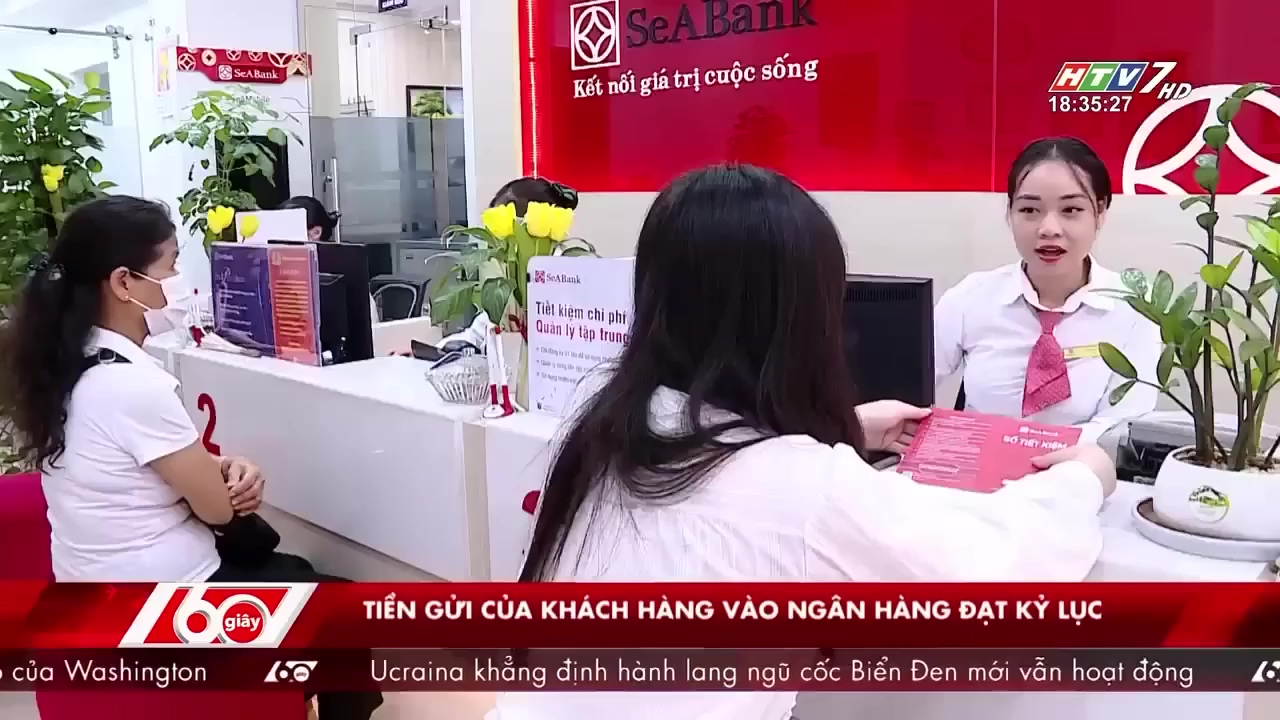 SeABank
Kết nối giá trị cuộc sống
HTV7 HD
18:35:27
SeABank
SeABank
Tiết kiệm chi phí
Quản lý tập trung
SeABank
SỔ TIẾT KIỆM
2
60 giây
TIỀN GỬI CỦA KHÁCH HÀNG VÀO NGÂN HÀNG ĐẠT KỶ LỤC
của Washington 60 giây Ucraina khẳng định hành lang ngũ cốc Biển Đen mới vẫn hoạt động